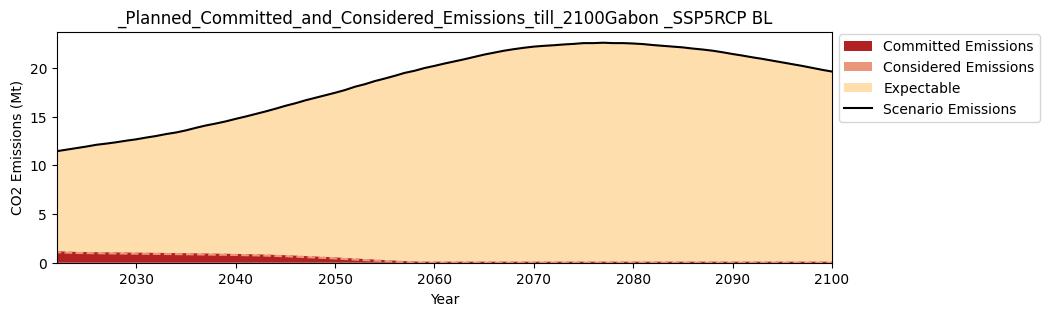 _Planned_Committed_and_Considered_Emissions_till_2100Gabon _SSP5RCP BL
CO2 Emissions (Mt)
20
15
10
5
0
2030 2040 2050 2060 2070 2080 2090 2100
Year
Committed Emissions
Considered Emissions
Expectable
Scenario Emissions